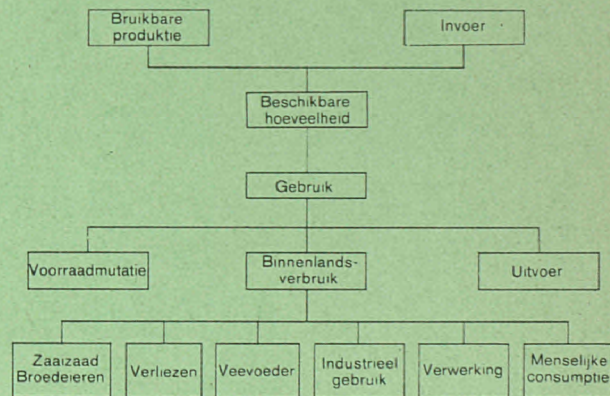 Bruikbare
produktie
Invoer
Beschikbare
hoeveelheid
Gebruik
Voorraadmutatie
Binnenlands-
verbruik
Uitvoer
Zaaizaad
Broedeieren
Verliezen
Veevoeder
Industrieel
gebruik
Verwerking
Menselijke
consumptie